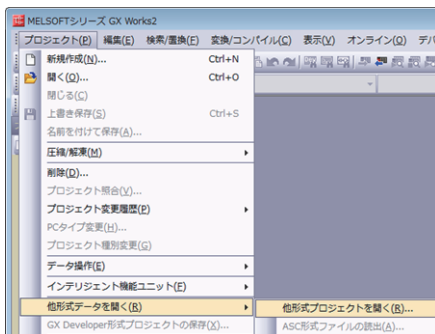 MELSOFTシリーズ GX Works2
プロジェクト(P) 編集(E) 検索/置換(F) 変換/コンパイル(C) 表示(V) オンライン(O) デバ
新規作成(N)... Ctrl+N
開く(O)... Ctrl+O
閉じる(C)
上書き保存(S) Ctrl+S
名前を付けて保存(A)...
圧縮/解凍(M)
削除(D)...
プロジェクト照合(V)...
プロジェクト変更履歴(P)
PCタイプ変更(H)...
プロジェクト種別変更(G)
データ操作(E)
インテリジェント機能ユニット(F)
他形式データを開く(R) 他形式プロジェクトを開く(R)...
GX Developer形式プロジェクトの保存(X)... ASC形式ファイルの読出(A)...